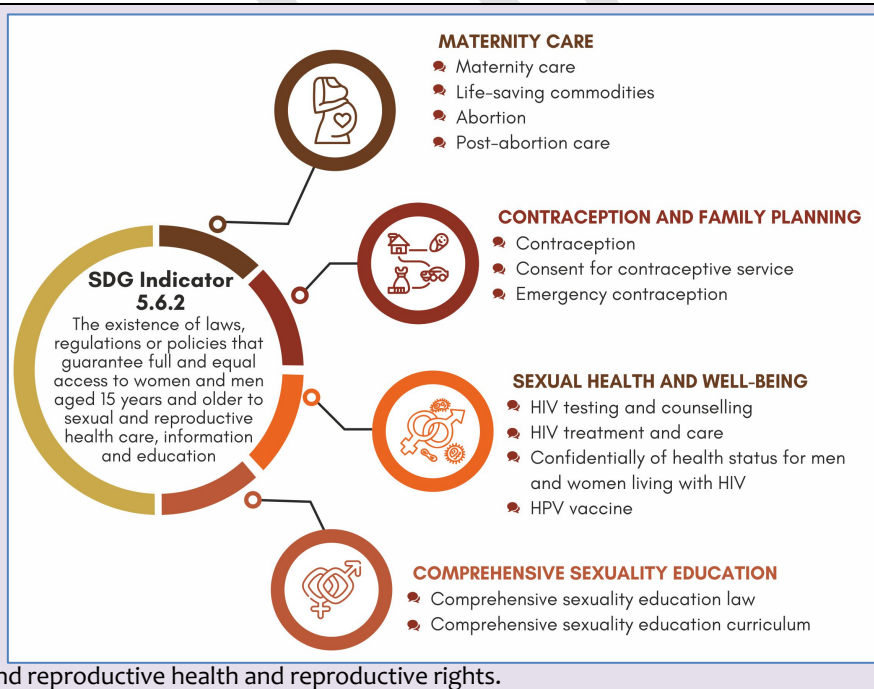 SDG Indicator
5.6.2
The existence of laws,
regulations or policies that
guarantee full and equal
access to women and men
aged 15 years and older to
sexual and reproductive
health care, information
and education
MATERNITY CARE
Maternity care
Life-saving commodities
Abortion
Post-abortion care
CONTRACEPTION AND FAMILY PLANNING
Contraception
Consent for contraceptive service
Emergency contraception
SEXUAL HEALTH AND WELL-BEING
HIV testing and counselling
HIV treatment and care
Confidentially of health status for men
and women living with HIV
HPV vaccine
COMPREHENSIVE SEXUALITY EDUCATION
Comprehensive sexuality education law
Comprehensive sexuality education curriculum
and reproductive health and reproductive rights.